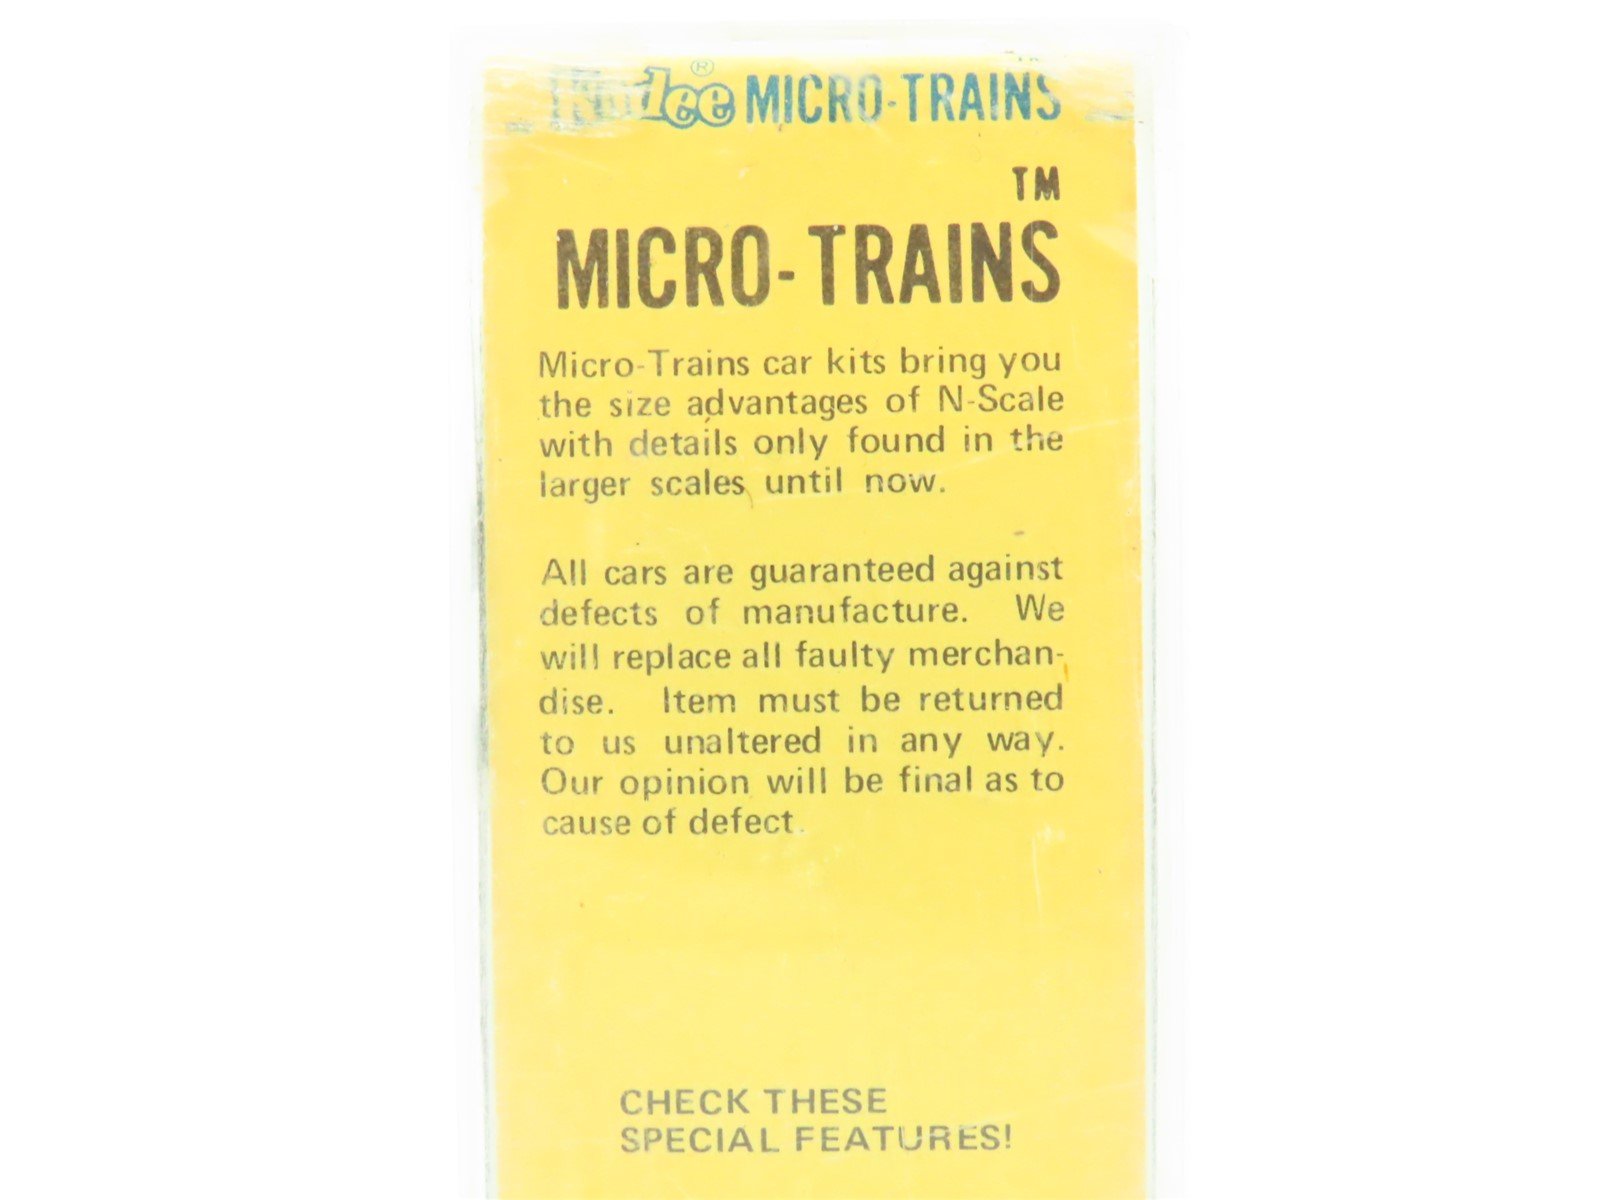 Kadee® MICRO-TRAINS
TM
MICRO-TRAINS
Micro-Trains car kits bring you
the size advantages of N-Scale
with details only found in the
larger scales until now.
All cars are guaranteed against
defects of manufacture. We
will replace all faulty merchan-
dise. Item must be returned
to us unaltered in any way.
Our opinion will be final as to
cause of defect.
CHECK THESE
SPECIAL FEATURES!